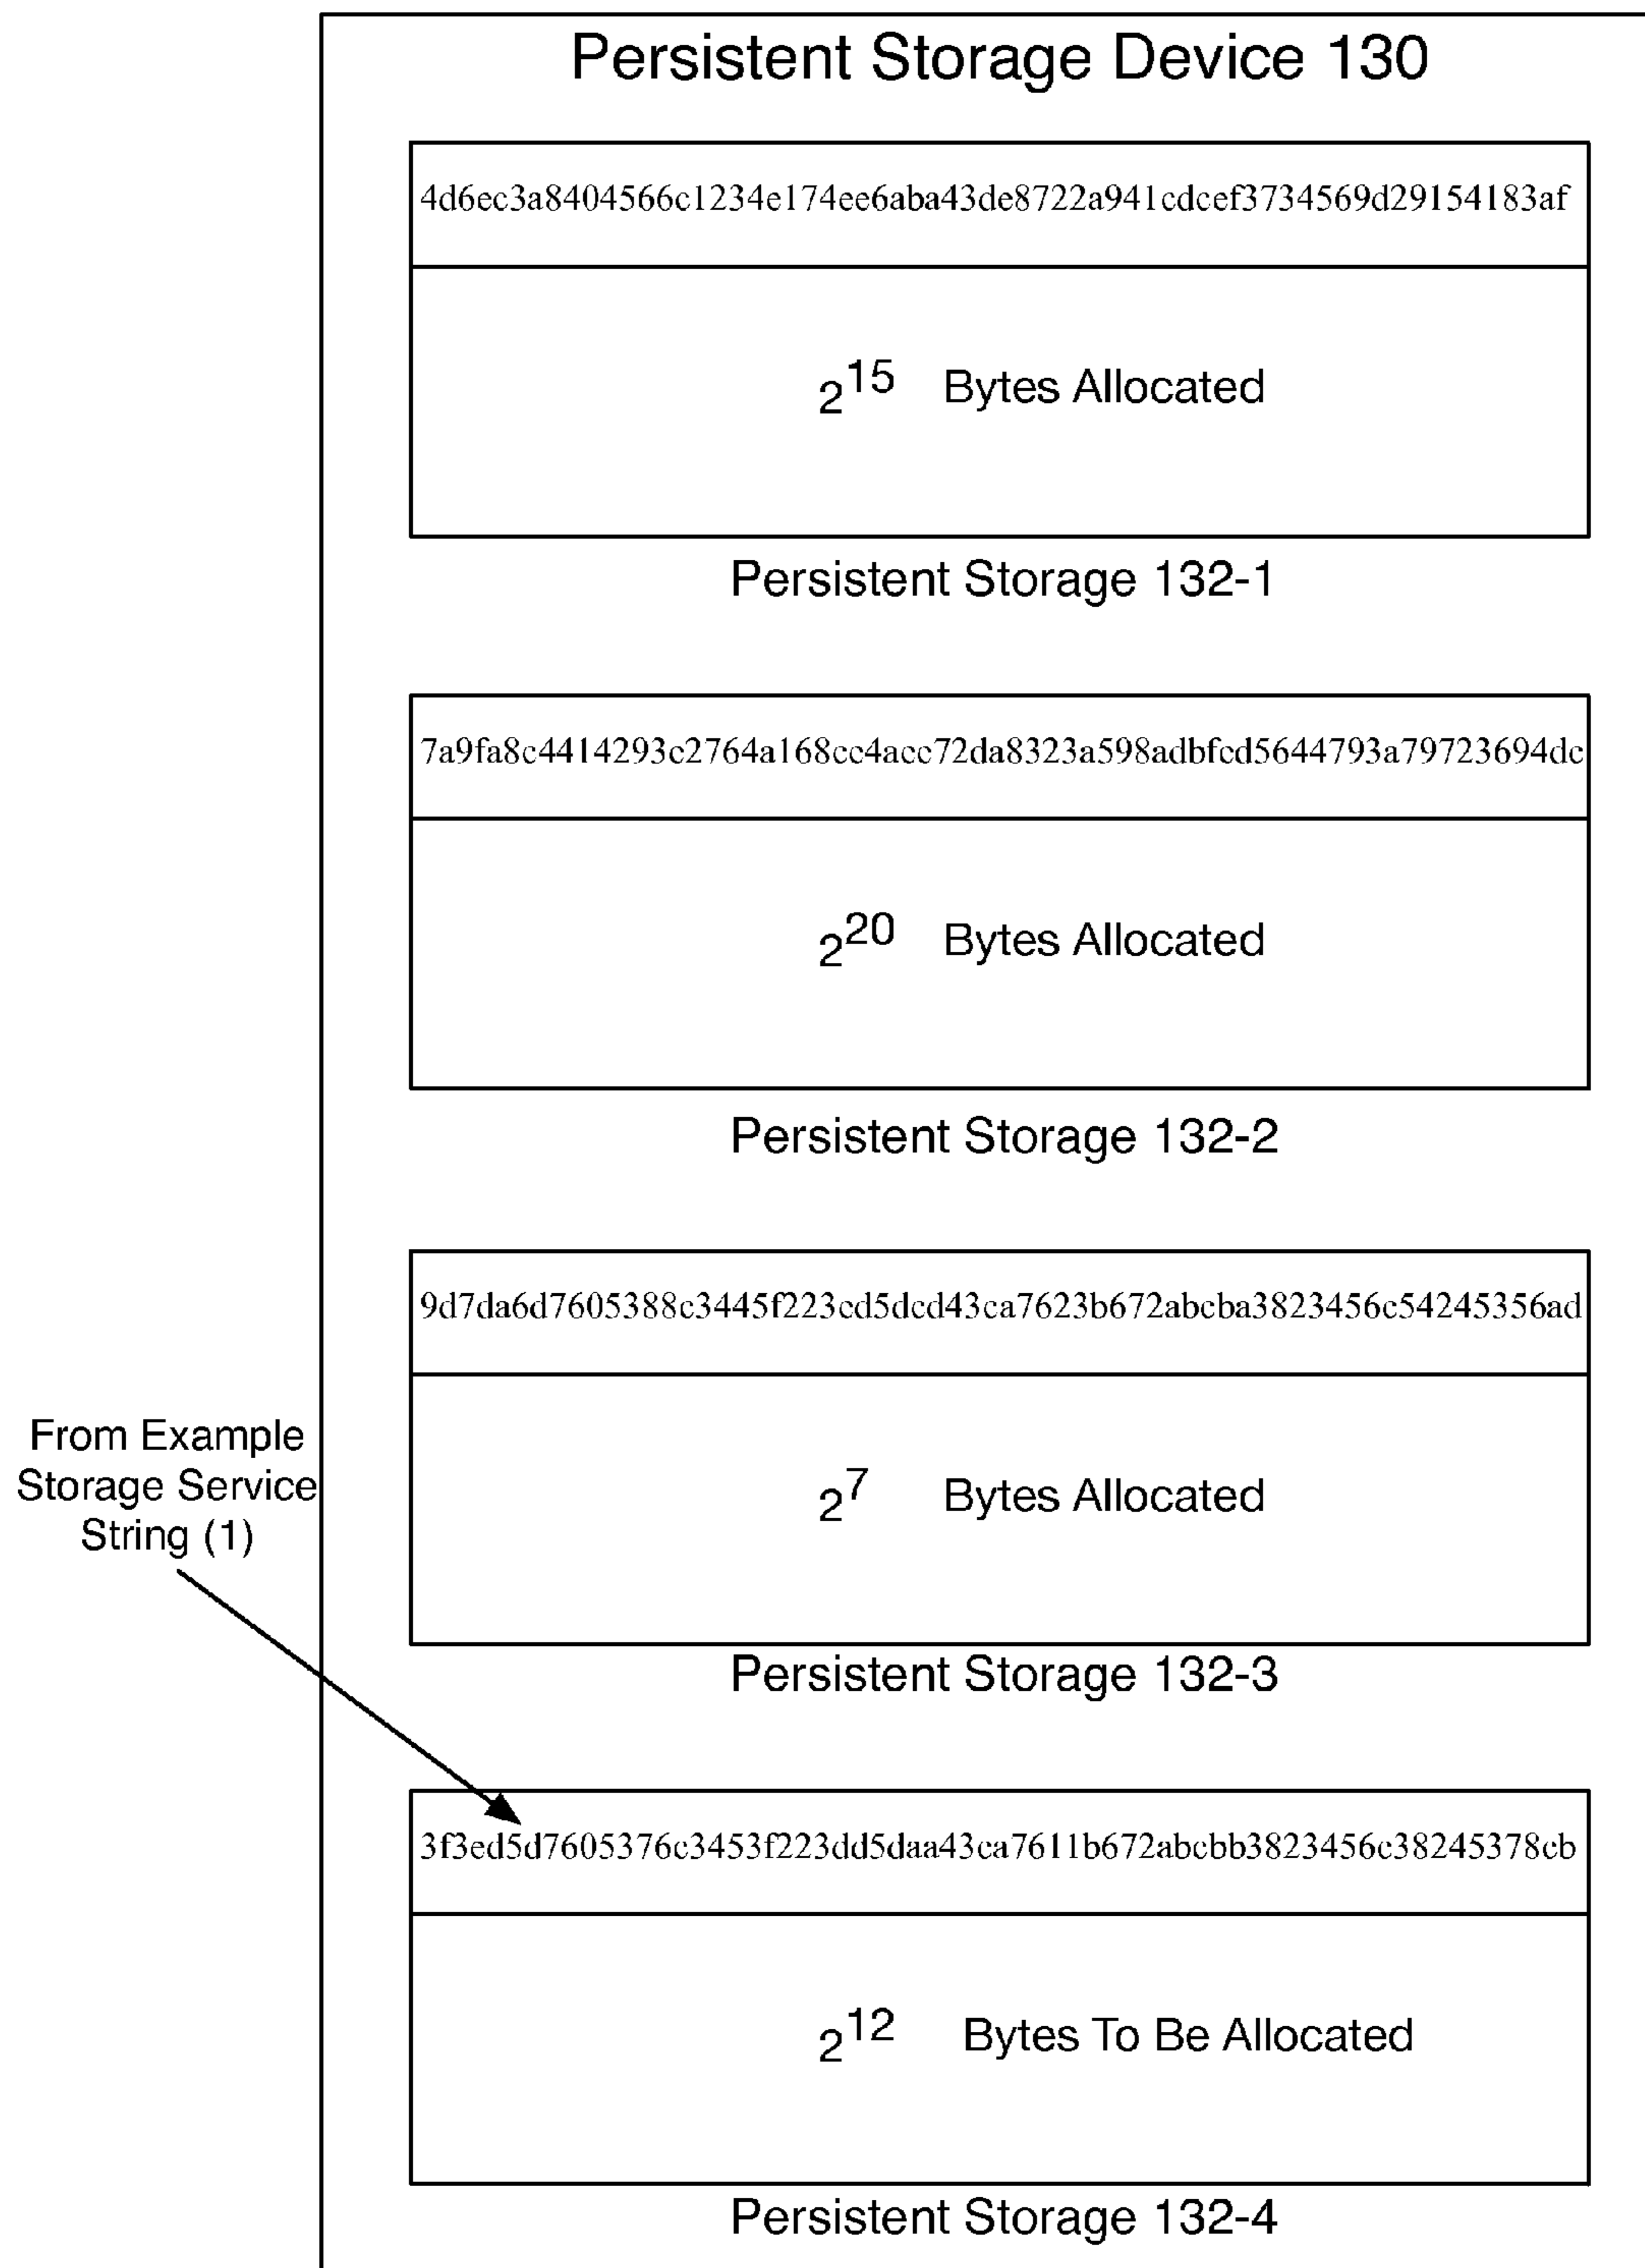 Persistent Storage Device 130
4d6ec3a8404566c1234e174ee6aba43de8722a941cdcef3734569d29154183af
2^15 Bytes Allocated
Persistent Storage 132-1
7a9fa8c4414293c2764a168cc4acc72da8323a598adbfcd5644793a79723694dc
2^20 Bytes Allocated
Persistent Storage 132-2
9d7da6d7605388c3445f223cd5dcd43ca7623b672abcba3823456c54245356ad
2^7 Bytes Allocated
Persistent Storage 132-3
From Example
Storage Service
String (1)
3f3ed5d7605376c3453f223dd5daa43ca7611b672abcbb3823456c38245378cb
2^12 Bytes To Be Allocated
Persistent Storage 132-4